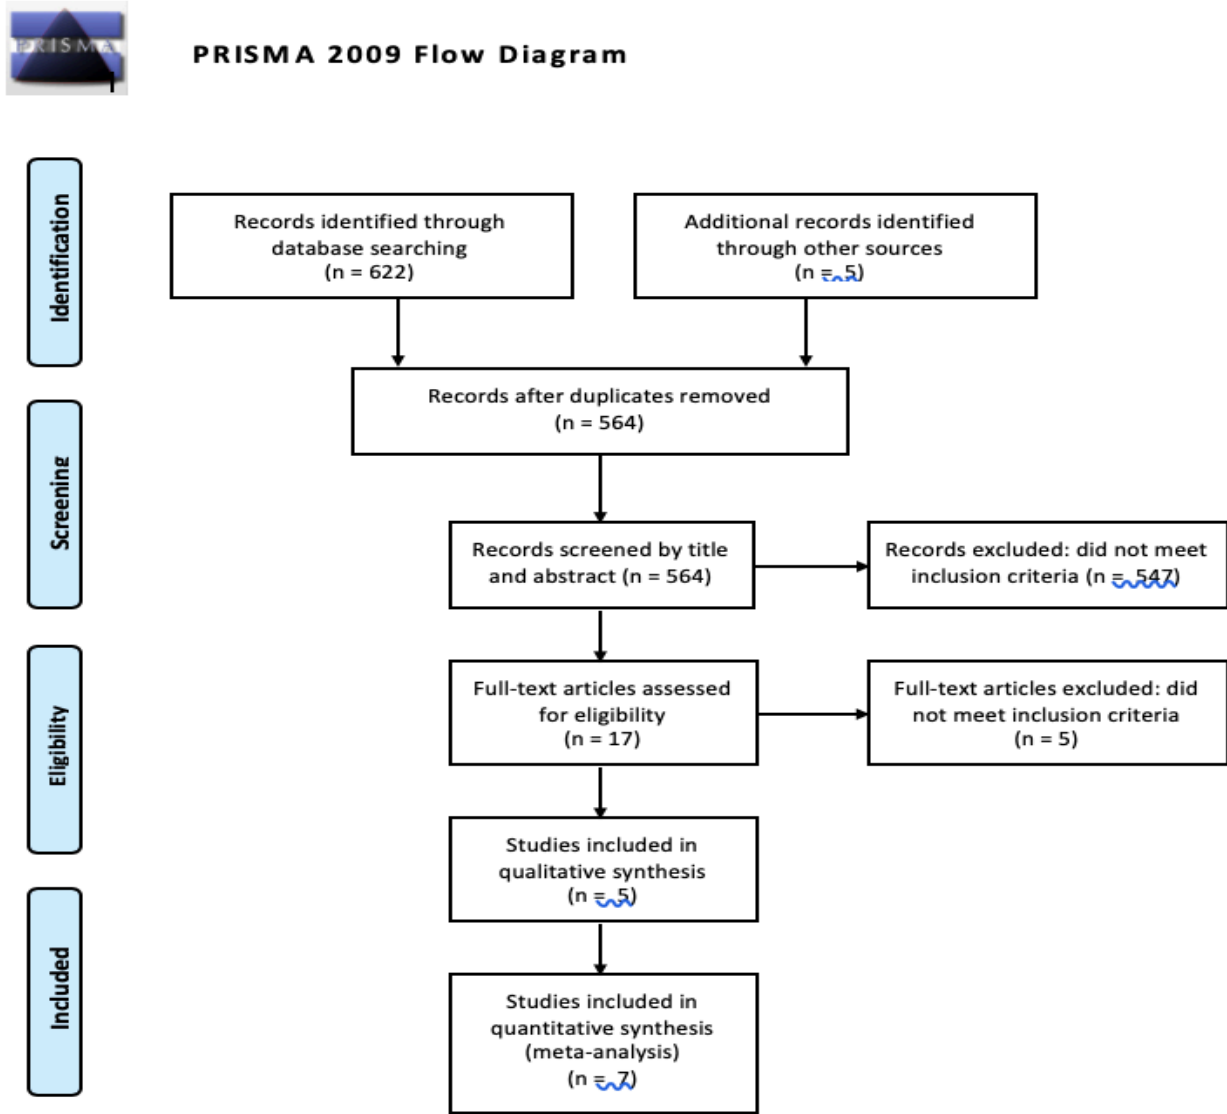 PRISMA
PRISMA 2009 Flow Diagram
Identification
Records identified through
database searching
(n = 622)
Additional records identified
through other sources
(n = 5)
Records after duplicates removed
(n = 564)
Screening
Records screened by title
and abstract (n = 564)
Records excluded: did not meet
inclusion criteria (n = 547)
Eligibility
Full-text articles assessed
for eligibility
(n = 17)
Full-text articles excluded: did
not meet inclusion criteria
(n = 5)
Studies included in
qualitative synthesis
(n = 5)
Included
Studies included in
quantitative synthesis
(meta-analysis)
(n = 7)